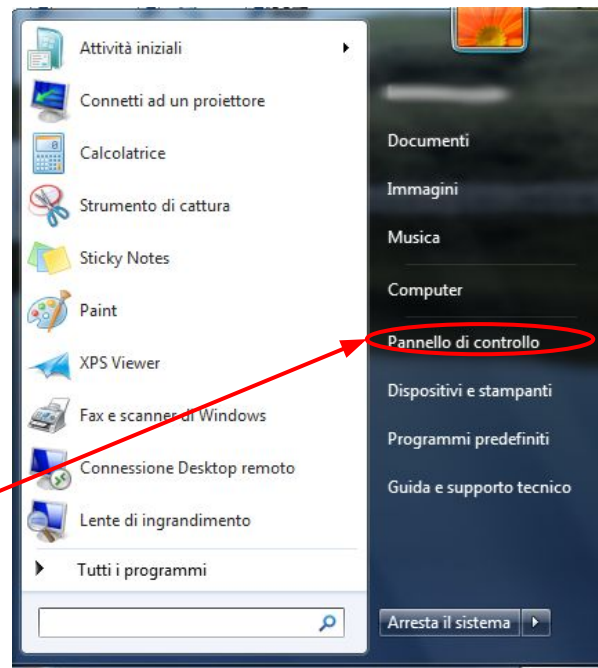 Attività iniziali
Connetti ad un proiettore
Calcolatrice
Strumento di cattura
Sticky Notes
Paint
XPS Viewer
Fax e scanner di Windows
Connessione Desktop remoto
Lente di ingrandimento
Tutti i programmi
Documenti
Immagini
Musica
Computer
Pannello di controllo
Dispositivi e stampanti
Programmi predefiniti
Guida e supporto tecnico
Arresta il sistema